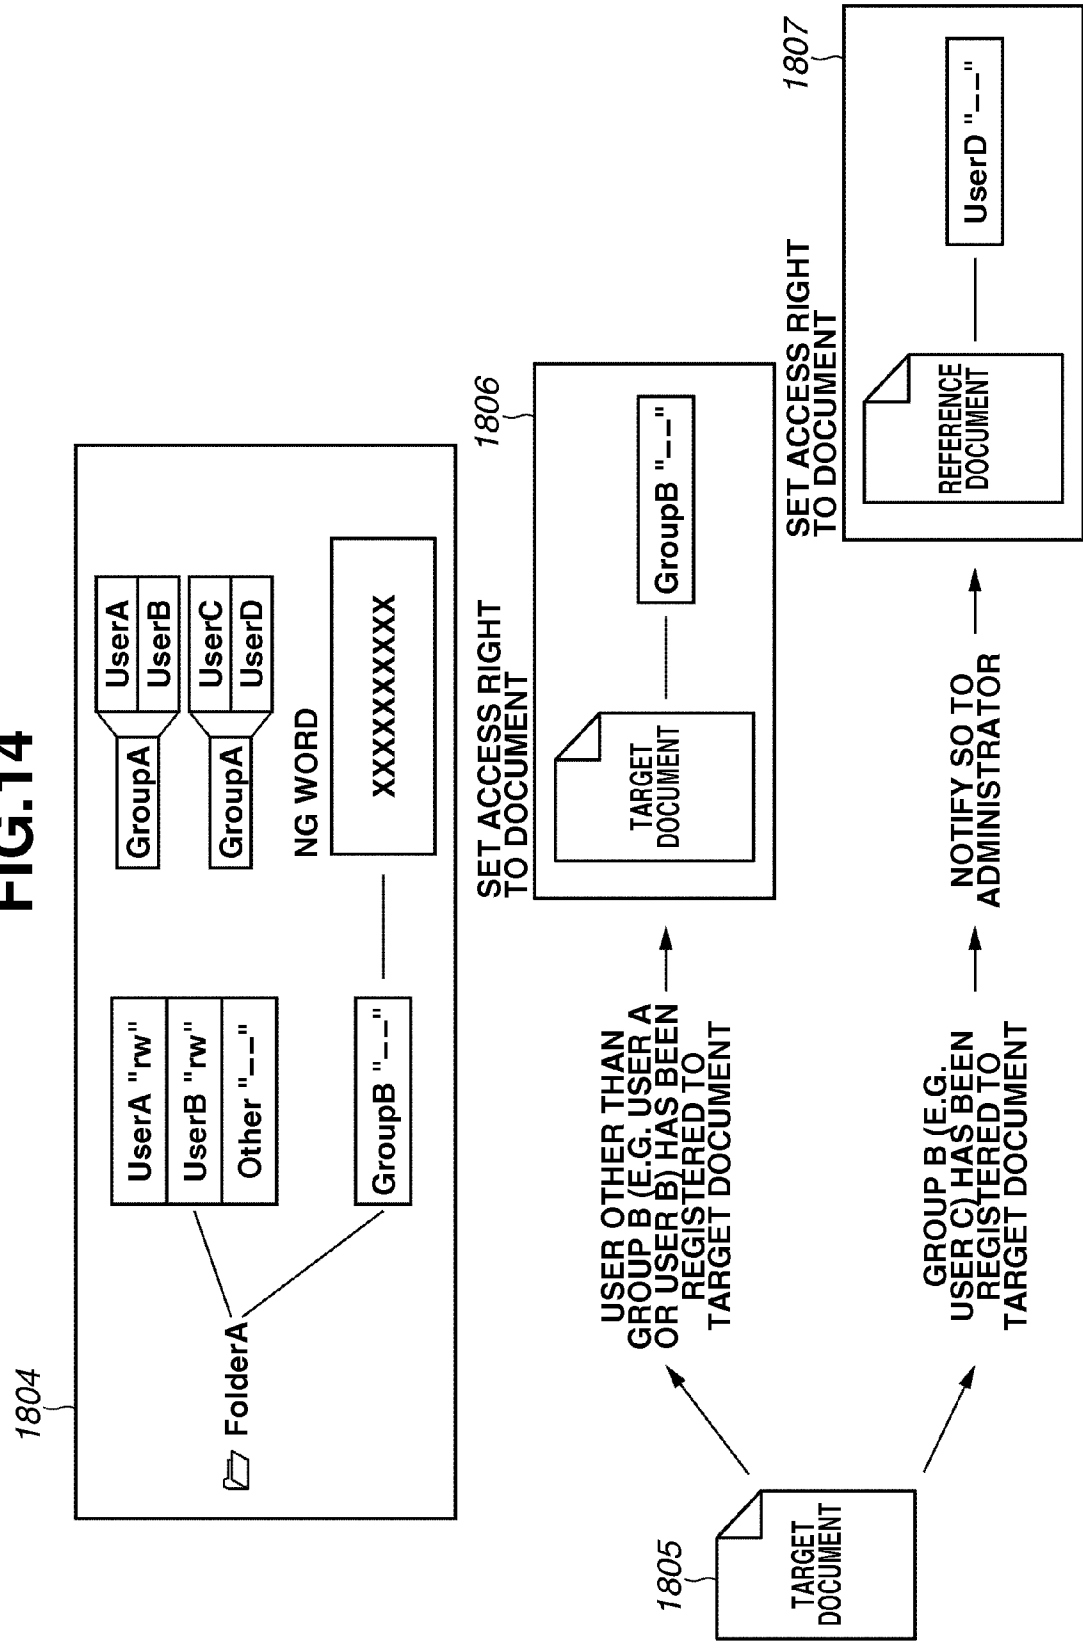 FIG.14
1804
FolderA
UserA "rw"
UserB "rw"
Other "––"
GroupB "––"
GroupA
UserA
UserB
GroupA
UserC
UserD
NG WORD
XXXXXXXXXX
1805
TARGET
DOCUMENT
USER OTHER THAN
GROUP B (E.G. USER A
OR USER B) HAS BEEN
REGISTERED TO
TARGET DOCUMENT
SET ACCESS RIGHT
TO DOCUMENT
1806
TARGET
DOCUMENT
GroupB "––"
GROUP B (E.G.
USER C) HAS BEEN
REGISTERED TO
TARGET DOCUMENT
NOTIFY SO TO
ADMINISTRATOR
SET ACCESS RIGHT
TO DOCUMENT
1807
REFERENCE
DOCUMENT
UserD "––"